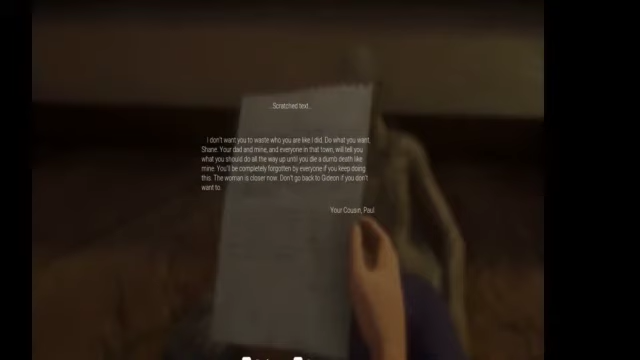 ...Scratched text...
I don't want you to waste who you are like I did. Do what you want,
Shane. Your dad and mine, and everyone in that town, will tell you
what you should do all the way up until you die a dumb death like
mine. You'll be completely forgotten by everyone if you keep doing
this. The woman is closer now. Don't go back to Gideon if you don't
want to.
Your Cousin, Paul